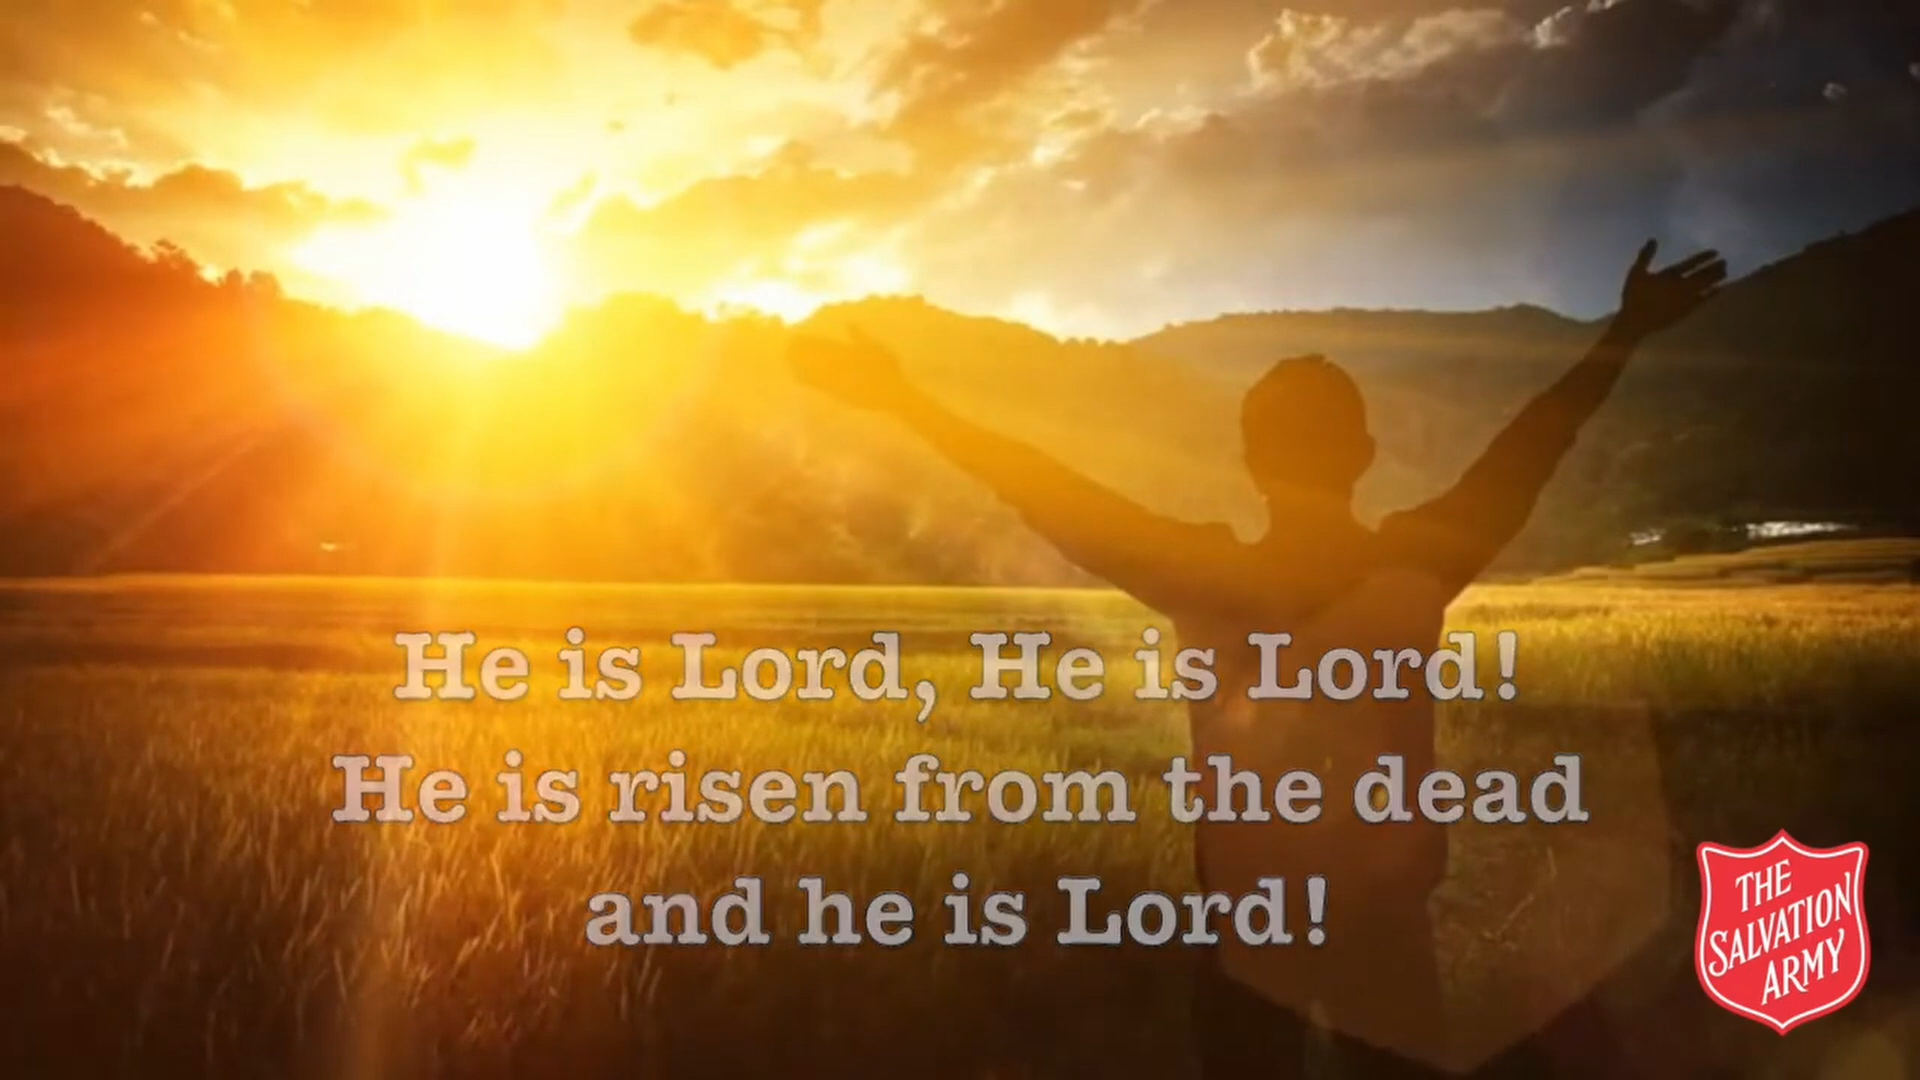 He is Lord, He is Lord!
He is risen from the dead
and he is Lord!
THE
SALVATION
ARMY